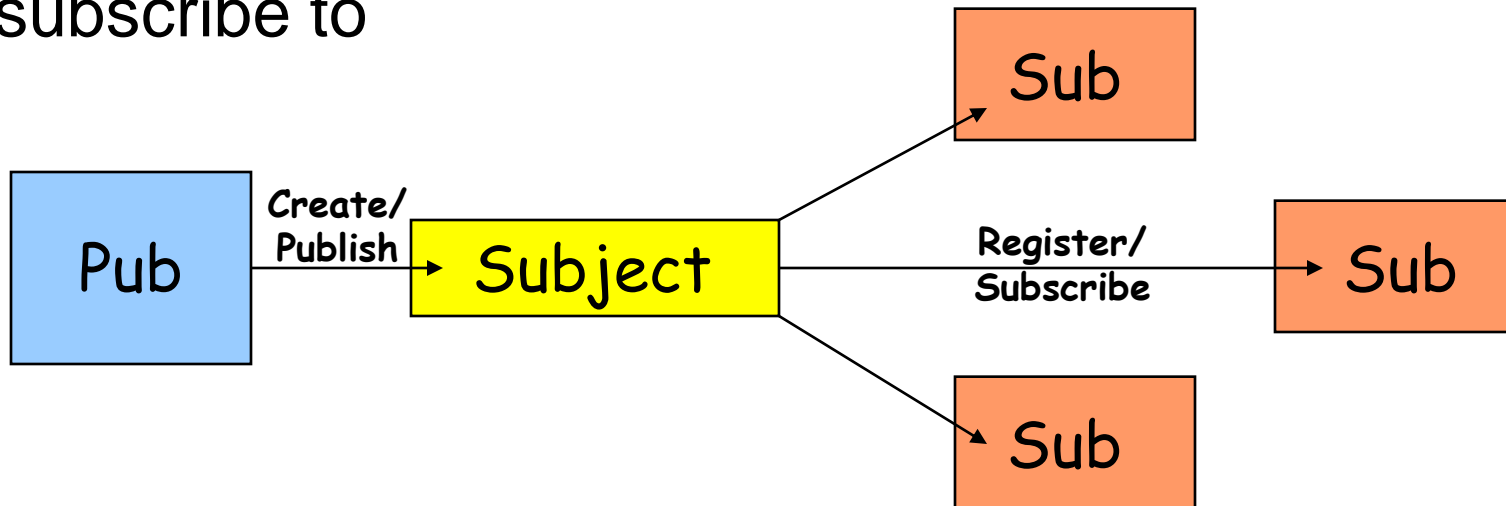 subscribe to
Sub
Create/
Publish
Pub
Subject
Register/
Subscribe
Sub
Sub